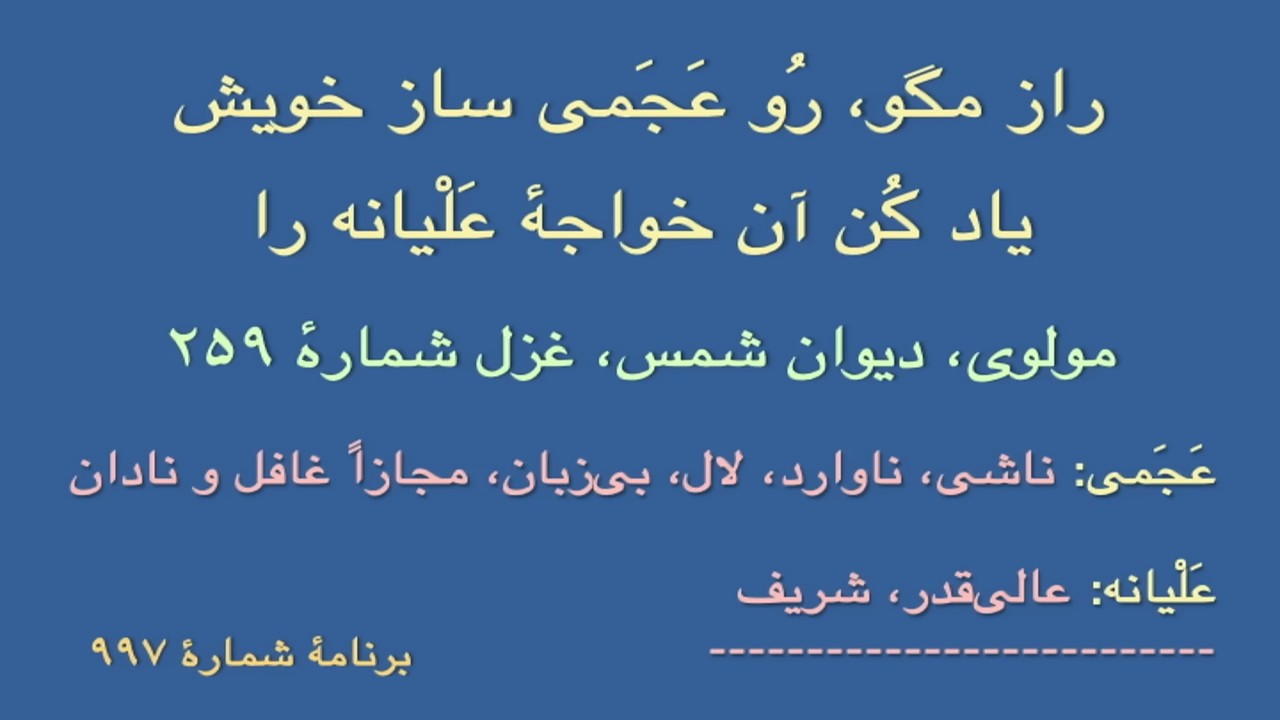 راز مگو، رُو عَجَمی ساز خویش
یاد کُن آن خواجهٔ عَلْیانه را
مولوی، دیوان شمس، غزل شمارهٔ ۲۵۹
عَجَمی: ناشی، ناوارد، لال، بی‌زبان، مجازاً غافل و نادان
عَلْیانه: عالی‌قدر، شریف
--------------------------
برنامهٔ شمارهٔ ۹۹۷